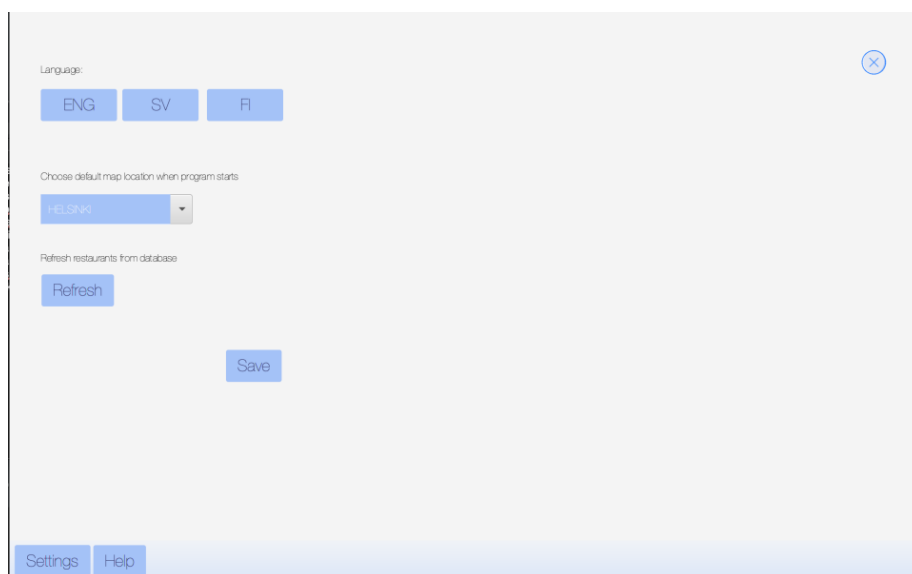 Language:
ENG SV FI
Choose default map location when program starts
HELSINKI
Refresh restaurants from database
Refresh
Save
Settings Help